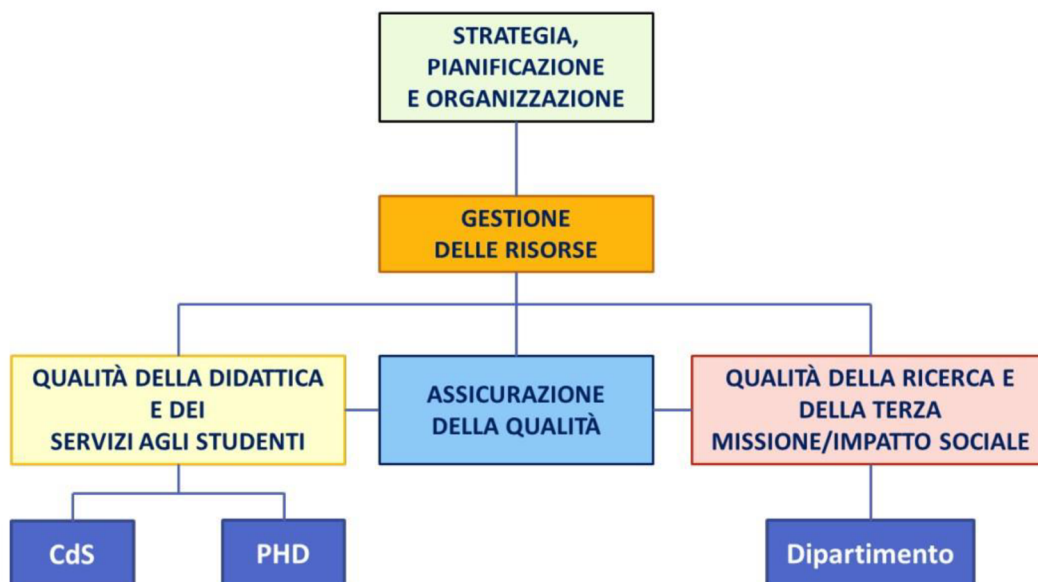 STRATEGIA,
PIANIFICAZIONE
E ORGANIZZAZIONE
GESTIONE
DELLE RISORSE
QUALITÀ DELLA DIDATTICA
E DEI
SERVIZI AGLI STUDENTI
ASSICURAZIONE
DELLA QUALITÀ
QUALITÀ DELLA RICERCA E
DELLA TERZA
MISSIONE/IMPATTO SOCIALE
CdS
PHD
Dipartimento